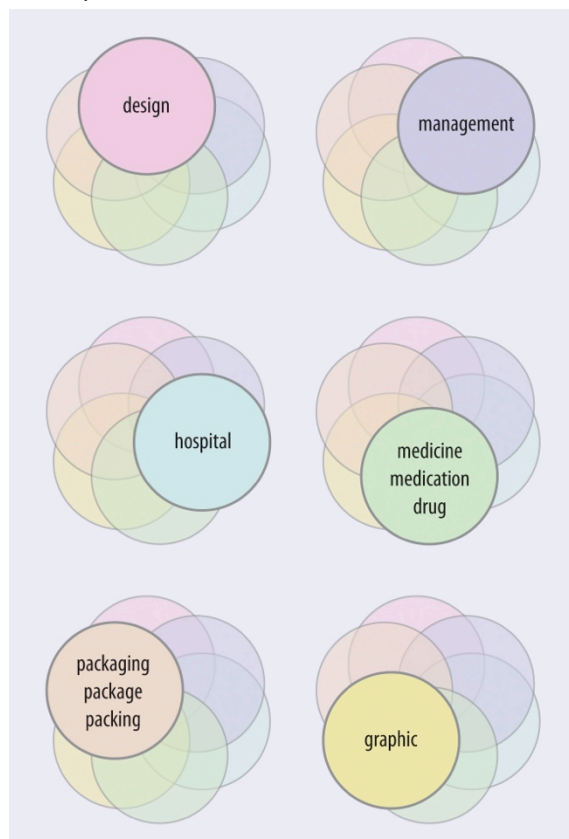 design
management
hospital
medicine
medication
drug
packaging
package
packing
graphic